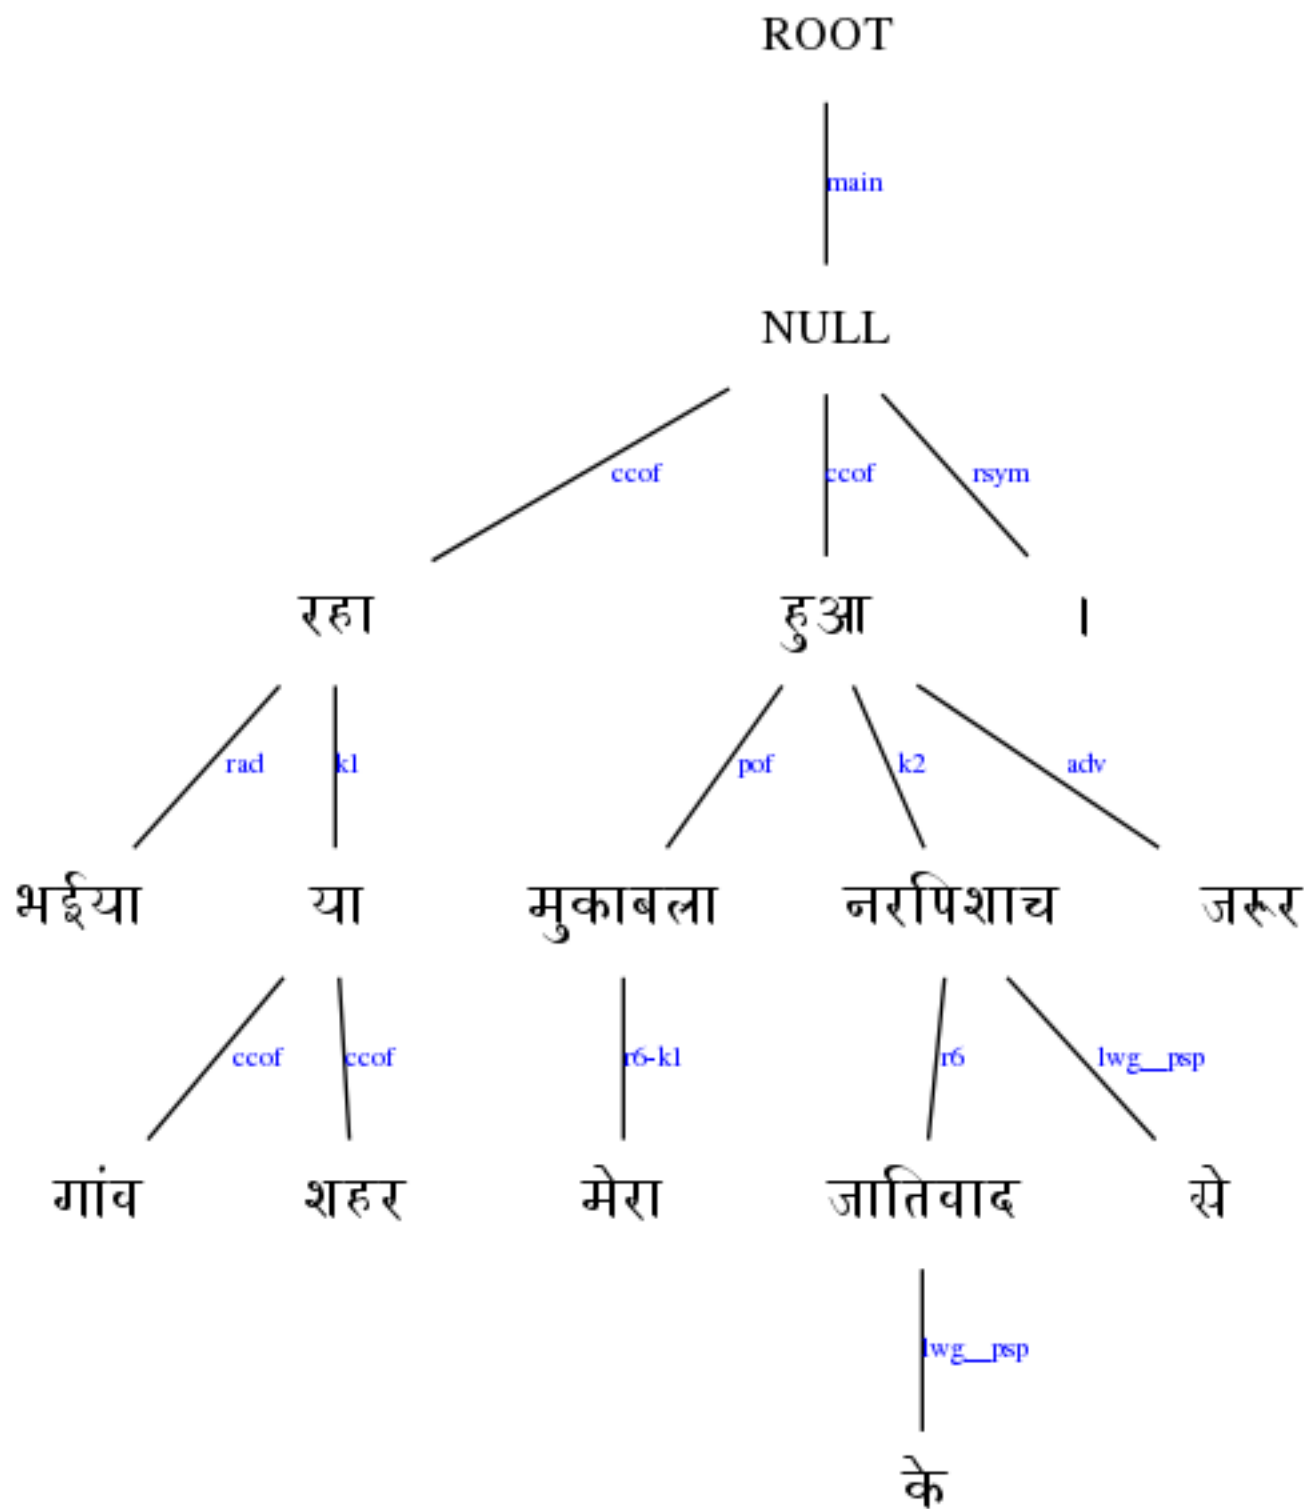 ROOT
main
NULL
ccof ccof rsym
रहा हुआ ।
rad k1 pof k2 adv
भईया या मुकाबला नरपिशाच जरूर
ccof ccof r6-k1 r6 lwg__psp
गांव शहर मेरा जातिवाद से
lwg__psp
के